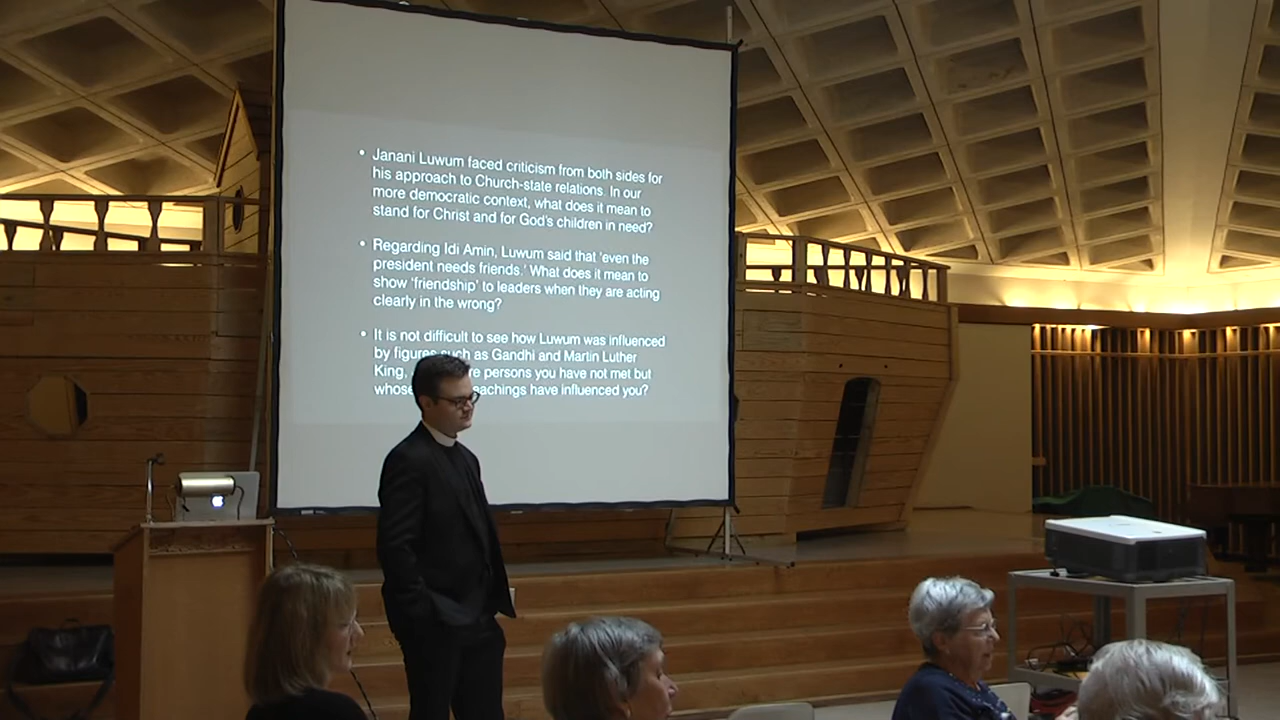 • Janani Luwum faced criticism from both sides for
his approach to Church-state relations. In our
more democratic context, what does it mean to
stand for Christ and for God's children in need?
• Regarding Idi Amin, Luwum said that 'even the
president needs friends.' What does it mean to
show 'friendship' to leaders when they are acting
clearly in the wrong?
• It is not difficult to see how Luwum was influenced
by figures such as Gandhi and Martin Luther
King, persons you have not met but
whose have influenced you?